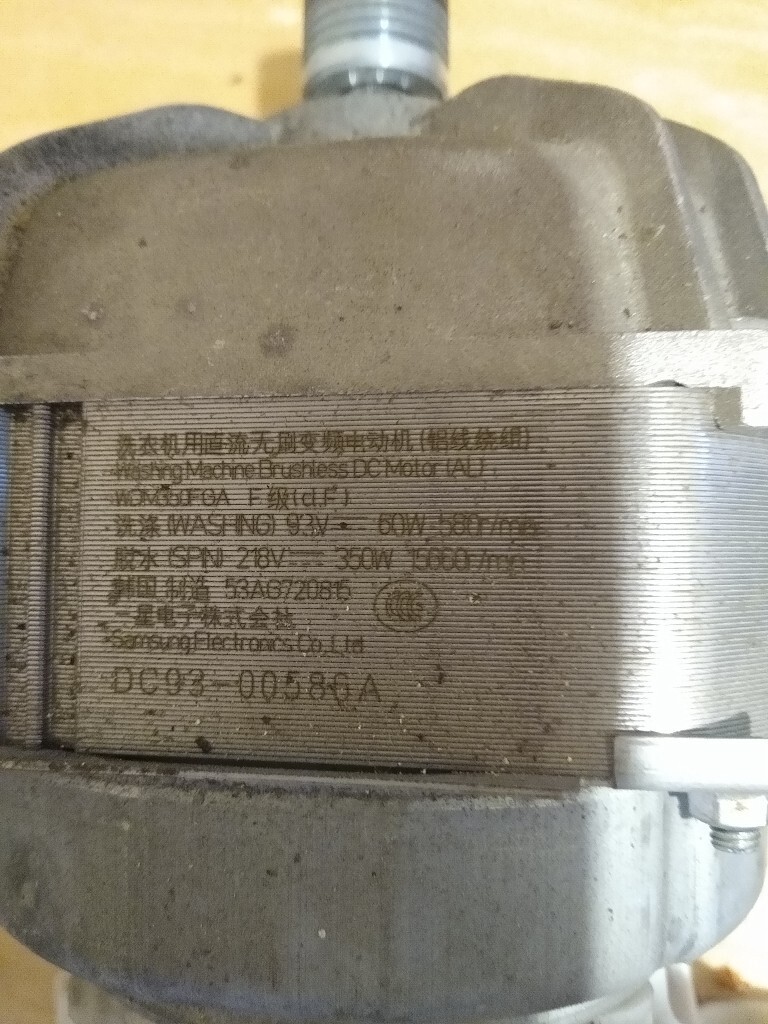 洗衣机用直流无刷变频电动机(铝线绕组)
Washing Machine Brushless DC Motor (AL)
F 级(cl.F)
洗涤 (WASHING) 93V 60W 580r/min
脱水 (SPIN) 218V⎓ 350W 15000r/min
韩国 制造 53AG720815
三星电子株式会社
Samsung Electronics Co.,Ltd
DC93-00586A